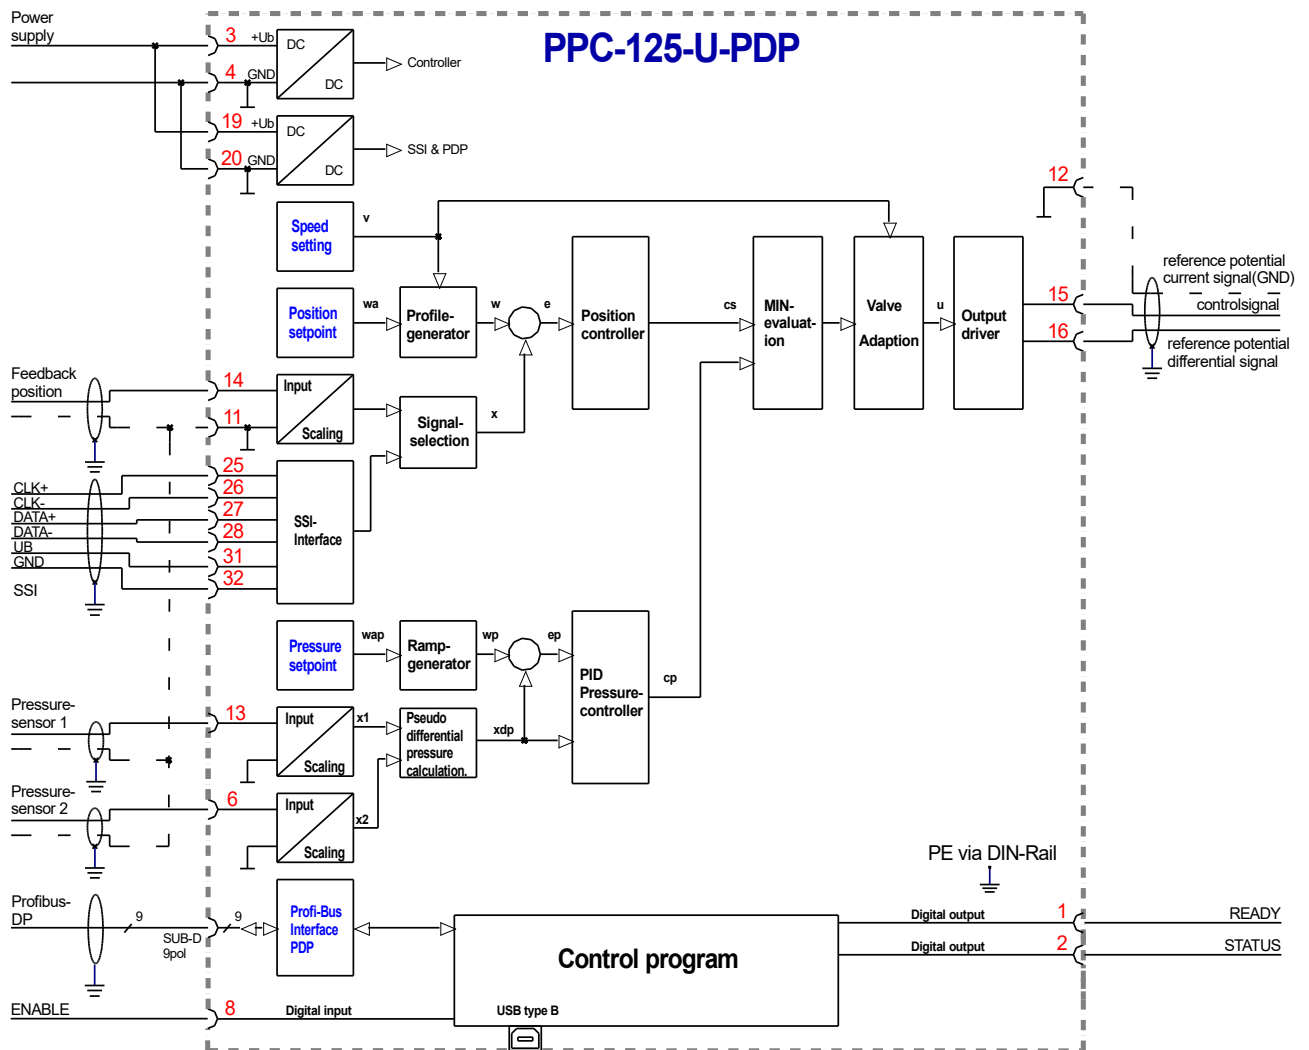 PPC-125-U-PDP
Power
supply
3
+Ub
DC
DC
Controller
4
GND
19
+Ub
DC
DC
SSI & PDP
20
GND
12
Speed
setting
v
Position
setpoint
wa
Profile-
generator
w
e
Position
controller
cs
MIN-
evaluat-
ion
Valve
Adaption
u
Output
driver
15
16
reference potential
current signal(GND)
controlsignal
reference potential
differential signal
Feedback
position
14
11
Input
Scaling
Signal-
selection
x
CLK+
CLK-
DATA+
DATA-
UB
GND
SSI
25
26
27
28
31
32
SSI-
Interface
Pressure
setpoint
wap
Ramp-
generator
wp
ep
PID
Pressure-
controller
cp
Pressure-
sensor 1
13
Input
Scaling
x1
Pseudo
differential
pressure
calculation.
xdp
Pressure-
sensor 2
6
Input
Scaling
x2
PE via DIN-Rail
Profibus-
DP
9
SUB-D
9pol
9
Profi-Bus
Interface
PDP
Control program
Digital output
1
READY
Digital output
2
STATUS
ENABLE
8
Digital input
USB type B